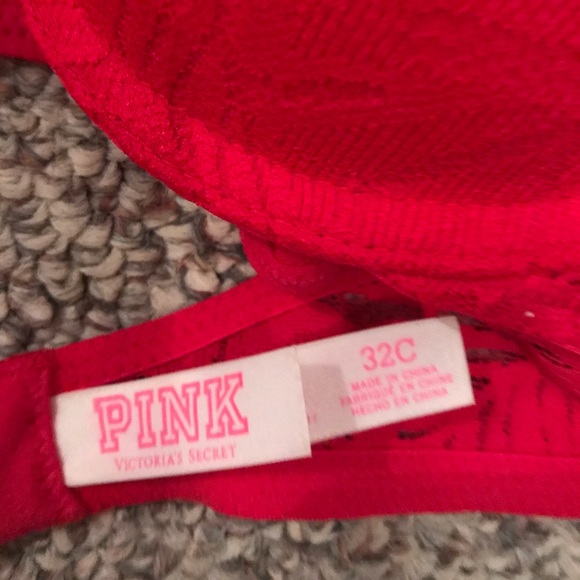 PINK
VICTORIA'S SECRET
32C
MADE IN CHINA
FABRIQUÉ EN CHINE
HECHO EN CHINA